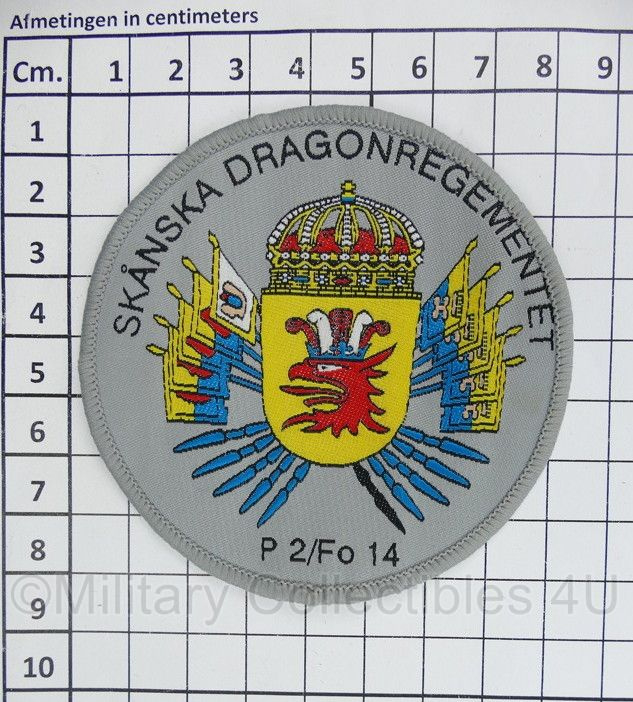 Afmetingen in centimeters
Cm. 1 2 3 4 5 6 7 8 9
1
2
3
4
5
6
7
8
9
10
SKÅNSKA DRAGONREGEMENTET
P 2/Fo 14
©Military Collectibles 4U